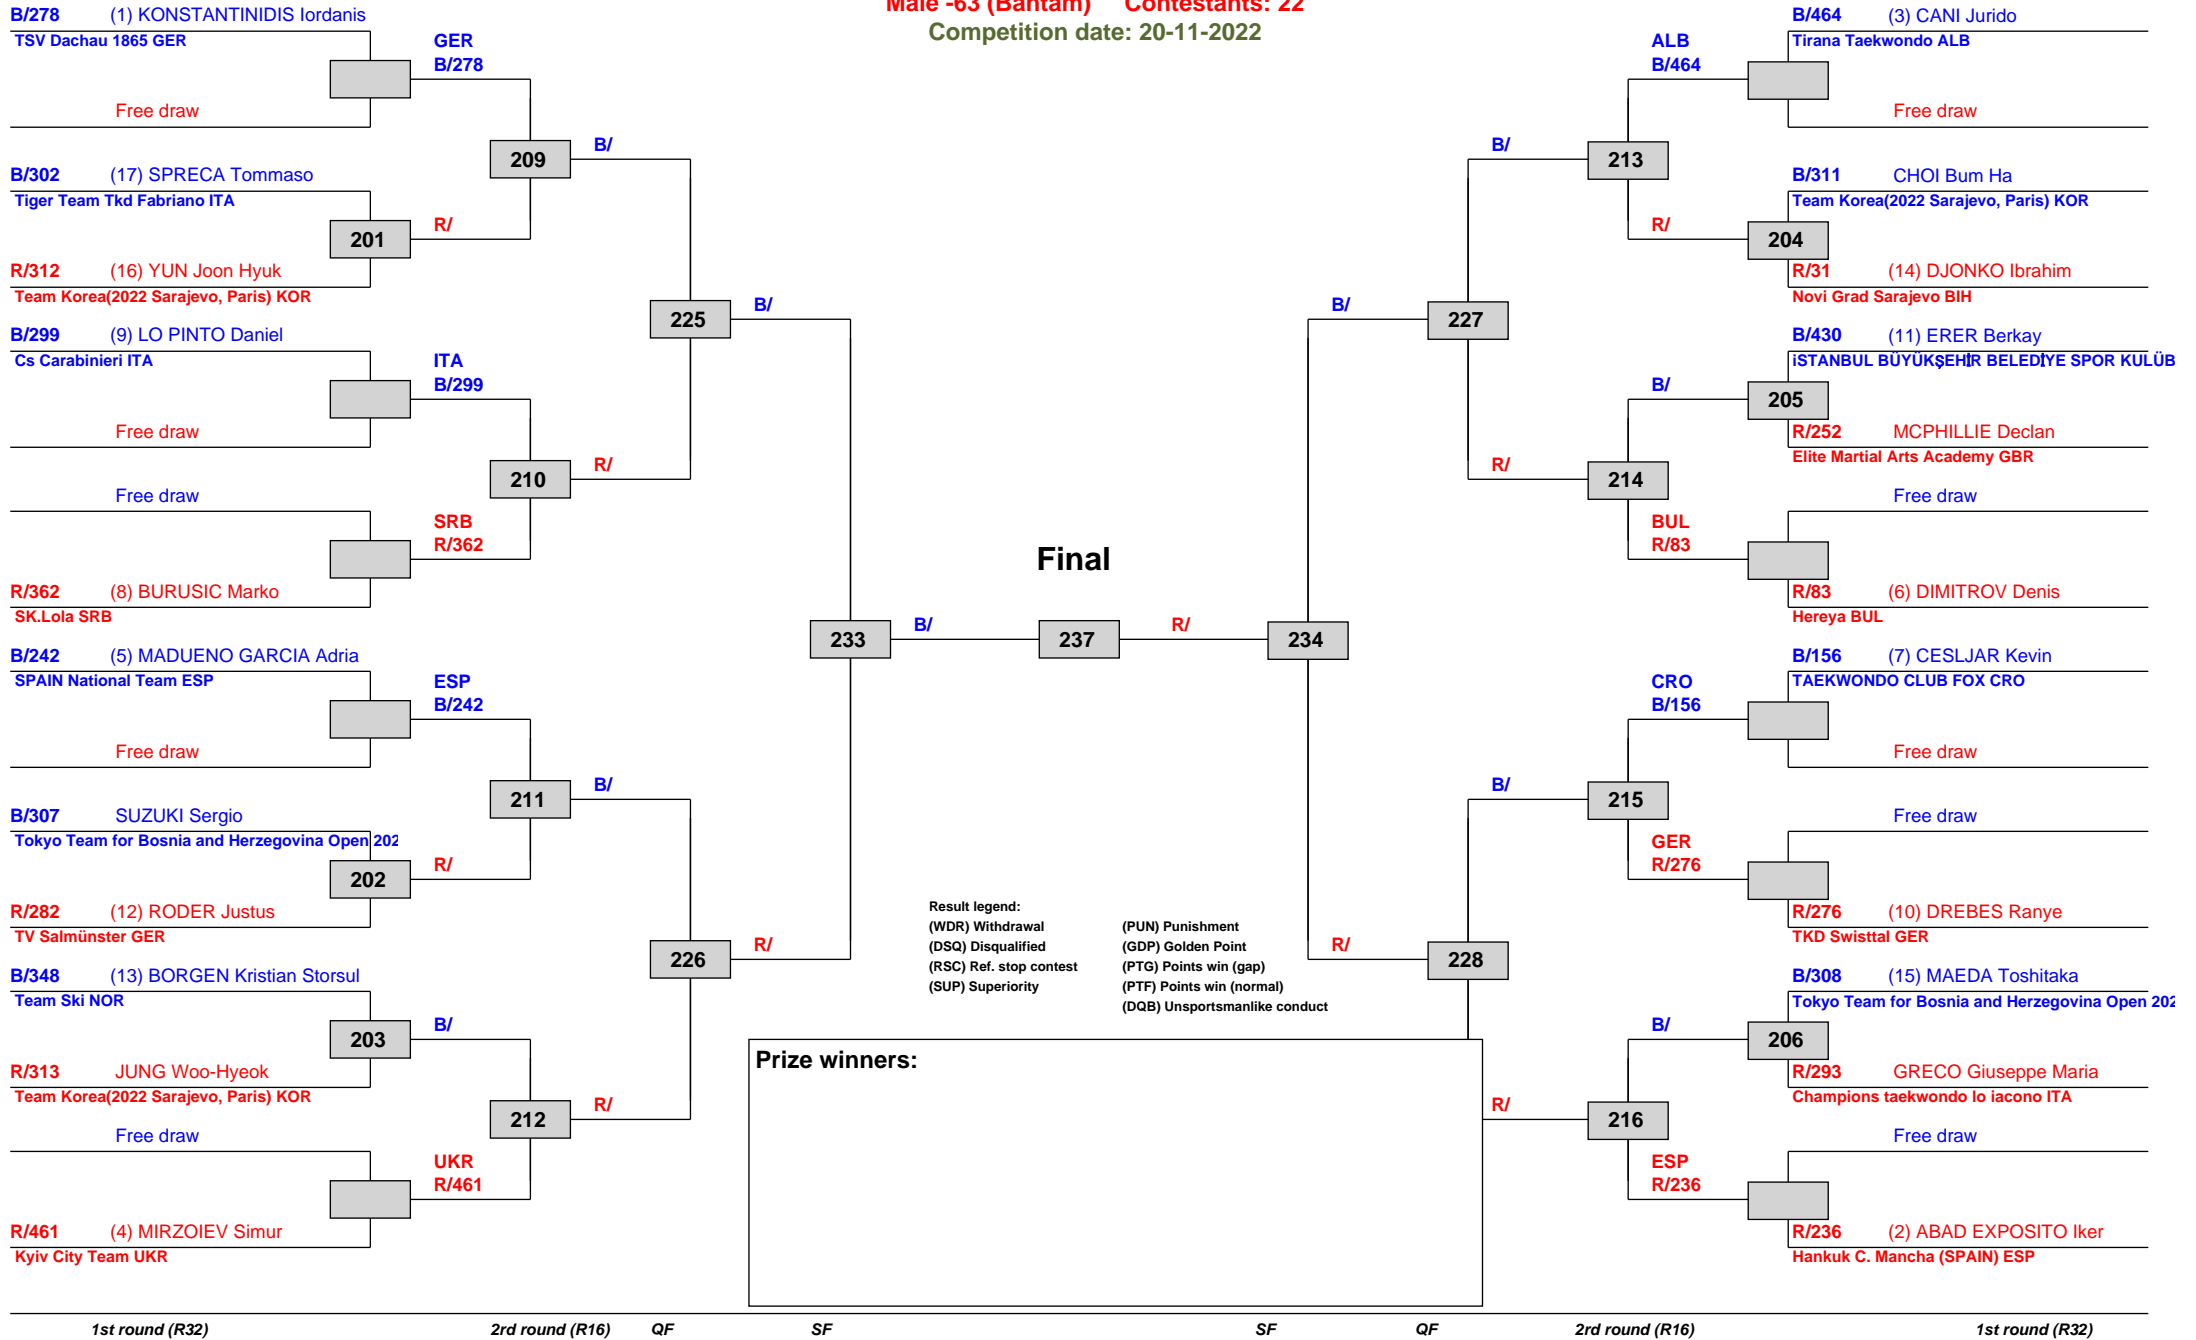 Male -63 (Bantam) Contestants: 22
Competition date: 20-11-2022
B/278 (1) KONSTANTINIDIS Iordanis
TSV Dachau 1865 GER
Free draw
GER
B/278
B/302 (17) SPRECA Tommaso
Tiger Team Tkd Fabriano ITA
201
R/312 (16) YUN Joon Hyuk
Team Korea(2022 Sarajevo, Paris) KOR
R/
209
B/
B/299 (9) LO PINTO Daniel
Cs Carabinieri ITA
Free draw
ITA
B/299
Free draw
R/362 (8) BURUSIC Marko
SK.Lola SRB
SRB
R/362
210
R/
225
B/
B/242 (5) MADUENO GARCIA Adria
SPAIN National Team ESP
Free draw
ESP
B/242
B/307 SUZUKI Sergio
Tokyo Team for Bosnia and Herzegovina Open 202
202
R/282 (12) RODER Justus
TV Salmünster GER
R/
211
B/
B/348 (13) BORGEN Kristian Storsul
Team Ski NOR
203
R/313 JUNG Woo-Hyeok
Team Korea(2022 Sarajevo, Paris) KOR
B/
Free draw
R/461 (4) MIRZOIEV Simur
Kyiv City Team UKR
UKR
R/461
212
R/
226
R/
233
B/
Final
237
R/
234
B/464 (3) CANI Jurido
Tirana Taekwondo ALB
Free draw
ALB
B/464
B/311 CHOI Bum Ha
Team Korea(2022 Sarajevo, Paris) KOR
204
R/31 (14) DJONKO Ibrahim
Novi Grad Sarajevo BIH
R/
213
B/
B/430 (11) ERER Berkay
iSTANBUL BÜYÜKŞEHİR BELEDİYE SPOR KULÜB
205
R/252 MCPHILLIE Declan
Elite Martial Arts Academy GBR
B/
Free draw
R/83 (6) DIMITROV Denis
Hereya BUL
BUL
R/83
214
R/
227
B/
B/156 (7) CESLJAR Kevin
TAEKWONDO CLUB FOX CRO
Free draw
CRO
B/156
Free draw
R/276 (10) DREBES Ranye
TKD Swisttal GER
GER
R/276
215
B/
B/308 (15) MAEDA Toshitaka
Tokyo Team for Bosnia and Herzegovina Open 202
206
R/293 GRECO Giuseppe Maria
Champions taekwondo lo iacono ITA
B/
Free draw
R/236 (2) ABAD EXPOSITO Iker
Hankuk C. Mancha (SPAIN) ESP
ESP
R/236
216
R/
228
R/
Result legend:
(WDR) Withdrawal
(DSQ) Disqualified
(RSC) Ref. stop contest
(SUP) Superiority
(PUN) Punishment
(GDP) Golden Point
(PTG) Points win (gap)
(PTF) Points win (normal)
(DQB) Unsportsmanlike conduct
Prize winners:
1st round (R32) 2rd round (R16) QF SF SF QF 2rd round (R16) 1st round (R32)